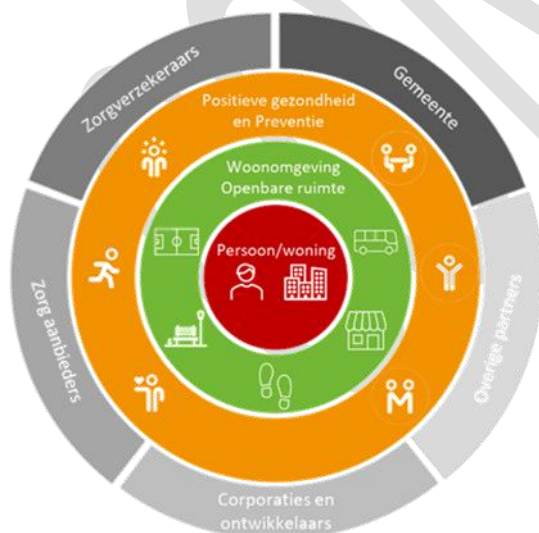 Zorgverzekeraars
Gemeente
Positieve gezondheid
en Preventie
Woonomgeving
Openbare ruimte
Persoon/woning
Zorg aanbieders
Overige partners
Corporaties en
ontwikkelaars